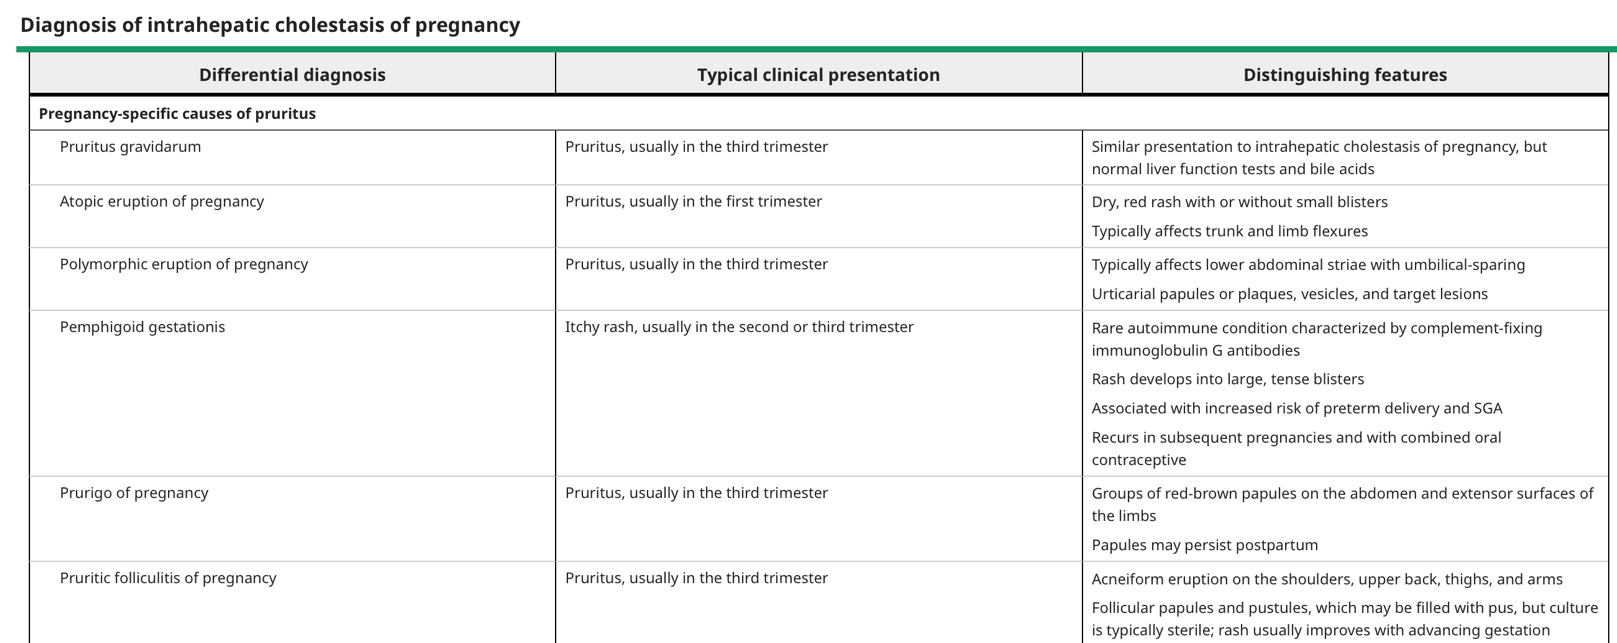 Diagnosis of intrahepatic cholestasis of pregnancy
Differential diagnosis
Typical clinical presentation
Distinguishing features
Pregnancy-specific causes of pruritus
Pruritus gravidarum
Pruritus, usually in the third trimester
Similar presentation to intrahepatic cholestasis of pregnancy, but
normal liver function tests and bile acids
Atopic eruption of pregnancy
Pruritus, usually in the first trimester
Dry, red rash with or without small blisters
Typically affects trunk and limb flexures
Polymorphic eruption of pregnancy
Pruritus, usually in the third trimester
Typically affects lower abdominal striae with umbilical-sparing
Urticarial papules or plaques, vesicles, and target lesions
Pemphigoid gestationis
Itchy rash, usually in the second or third trimester
Rare autoimmune condition characterized by complement-fixing
immunoglobulin G antibodies
Rash develops into large, tense blisters
Associated with increased risk of preterm delivery and SGA
Recurs in subsequent pregnancies and with combined oral
contraceptive
Prurigo of pregnancy
Pruritus, usually in the third trimester
Groups of red-brown papules on the abdomen and extensor surfaces of
the limbs
Papules may persist postpartum
Pruritic folliculitis of pregnancy
Pruritus, usually in the third trimester
Acneiform eruption on the shoulders, upper back, thighs, and arms
Follicular papules and pustules, which may be filled with pus, but culture
is typically sterile; rash usually improves with advancing gestation